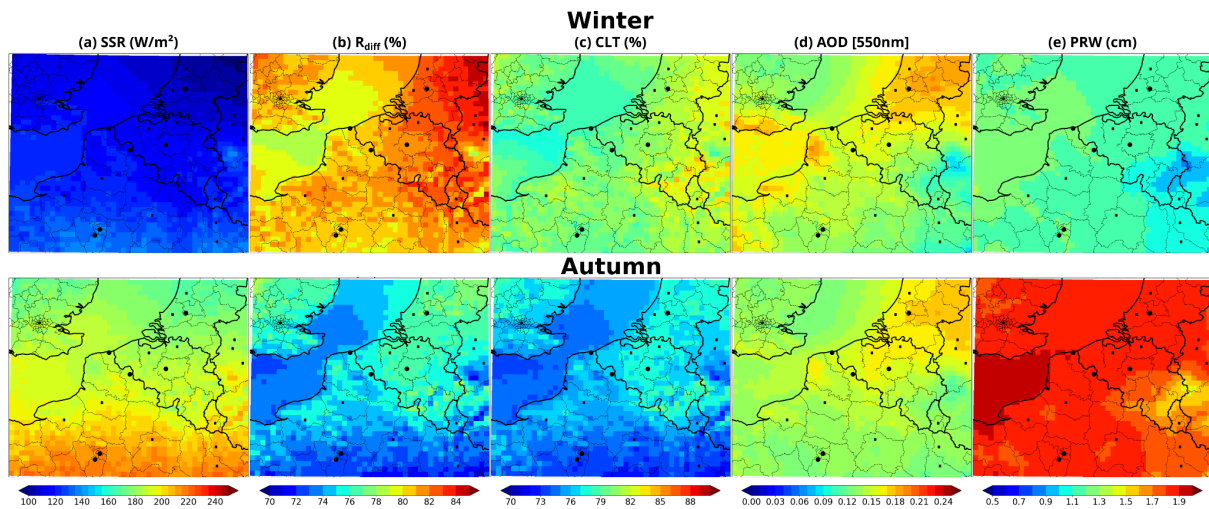 Winter
(a) SSR (W/m²) (b) Rdiff (%) (c) CLT (%) (d) AOD [550nm] (e) PRW (cm)
Autumn
100 120 140 160 180 200 220 240 70 72 74 76 78 80 82 84 70 73 76 79 82 85 88 0.00 0.03 0.06 0.09 0.12 0.15 0.18 0.21 0.24 0.5 0.7 0.9 1.1 1.3 1.5 1.7 1.9